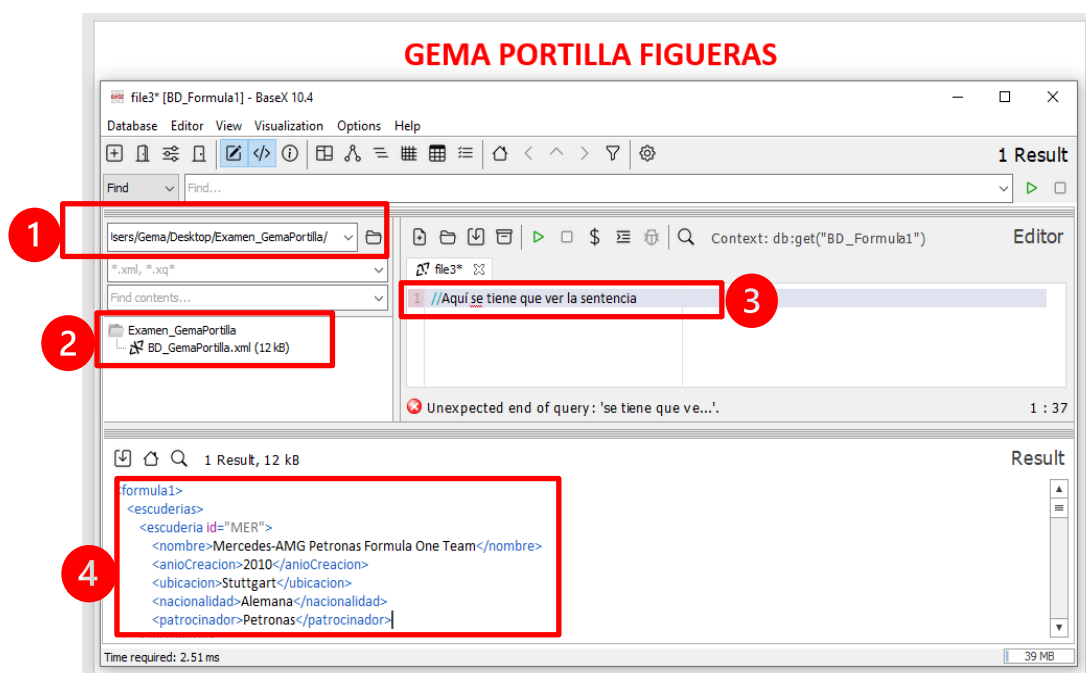 GEMA PORTILLA FIGUERAS
BASE file3* [BD_Formula1] - BaseX 10.4
Database Editor View Visualization Options Help
1 Result
Find Find...
1
Isers/Gema/Desktop/Examen_GemaPortilla/
Context: db:get("BD_Formula1") Editor
*.xml, *.xq*
file3*
Find contents...
1 //Aquí se tiene que ver la sentencia
3
2
Examen_GemaPortilla
BD_GemaPortilla.xml (12 kB)
Unexpected end of query: 'se tiene que ve...'. 1 : 37
1 Result, 12 kB Result
4
<formula1>
<escuderias>
<escuderia id="MER">
<nombre>Mercedes-AMG Petronas Formula One Team</nombre>
<anioCreacion>2010</anioCreacion>
<ubicacion>Stuttgart</ubicacion>
<nacionalidad>Alemana</nacionalidad>
<patrocinador>Petronas</patrocinador>
Time required: 2.51 ms 39 MB